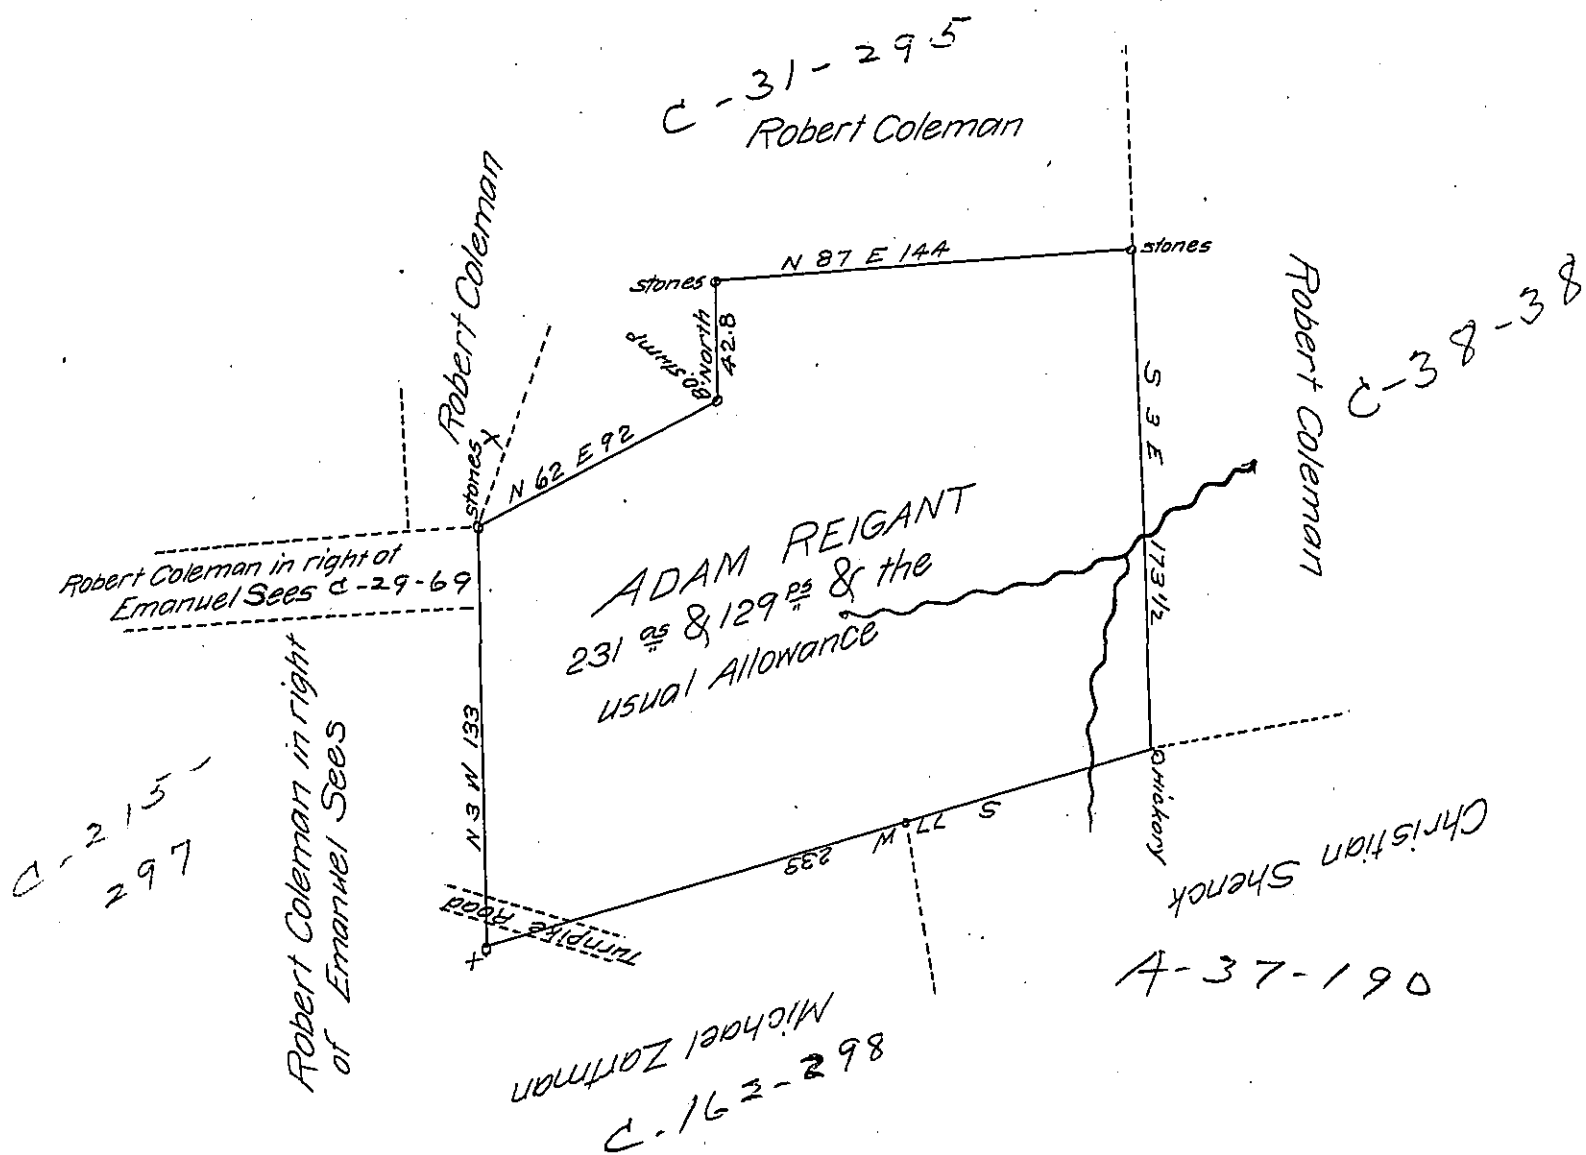 C-31-295
Robert Coleman
Robert Coleman
stones
N 87 E 144
stones
North
42.8
B.O. stump
Robert Coleman
C-38-38
S 3 E 173 1/2
stones X
N 62 E 92
Robert Coleman in right of
Emanuel Sees C-29-69
ADAM REIGANT
231 as & 129 ps & the
usual Allowance
Robert Coleman in right
of Emanuel Sees
C-215-
297
N 3 W 133
S 77 W 239
Hickory
Turnpike Road
X
Christian Shenck
A-37-190
Michael Zartman
C-162-298